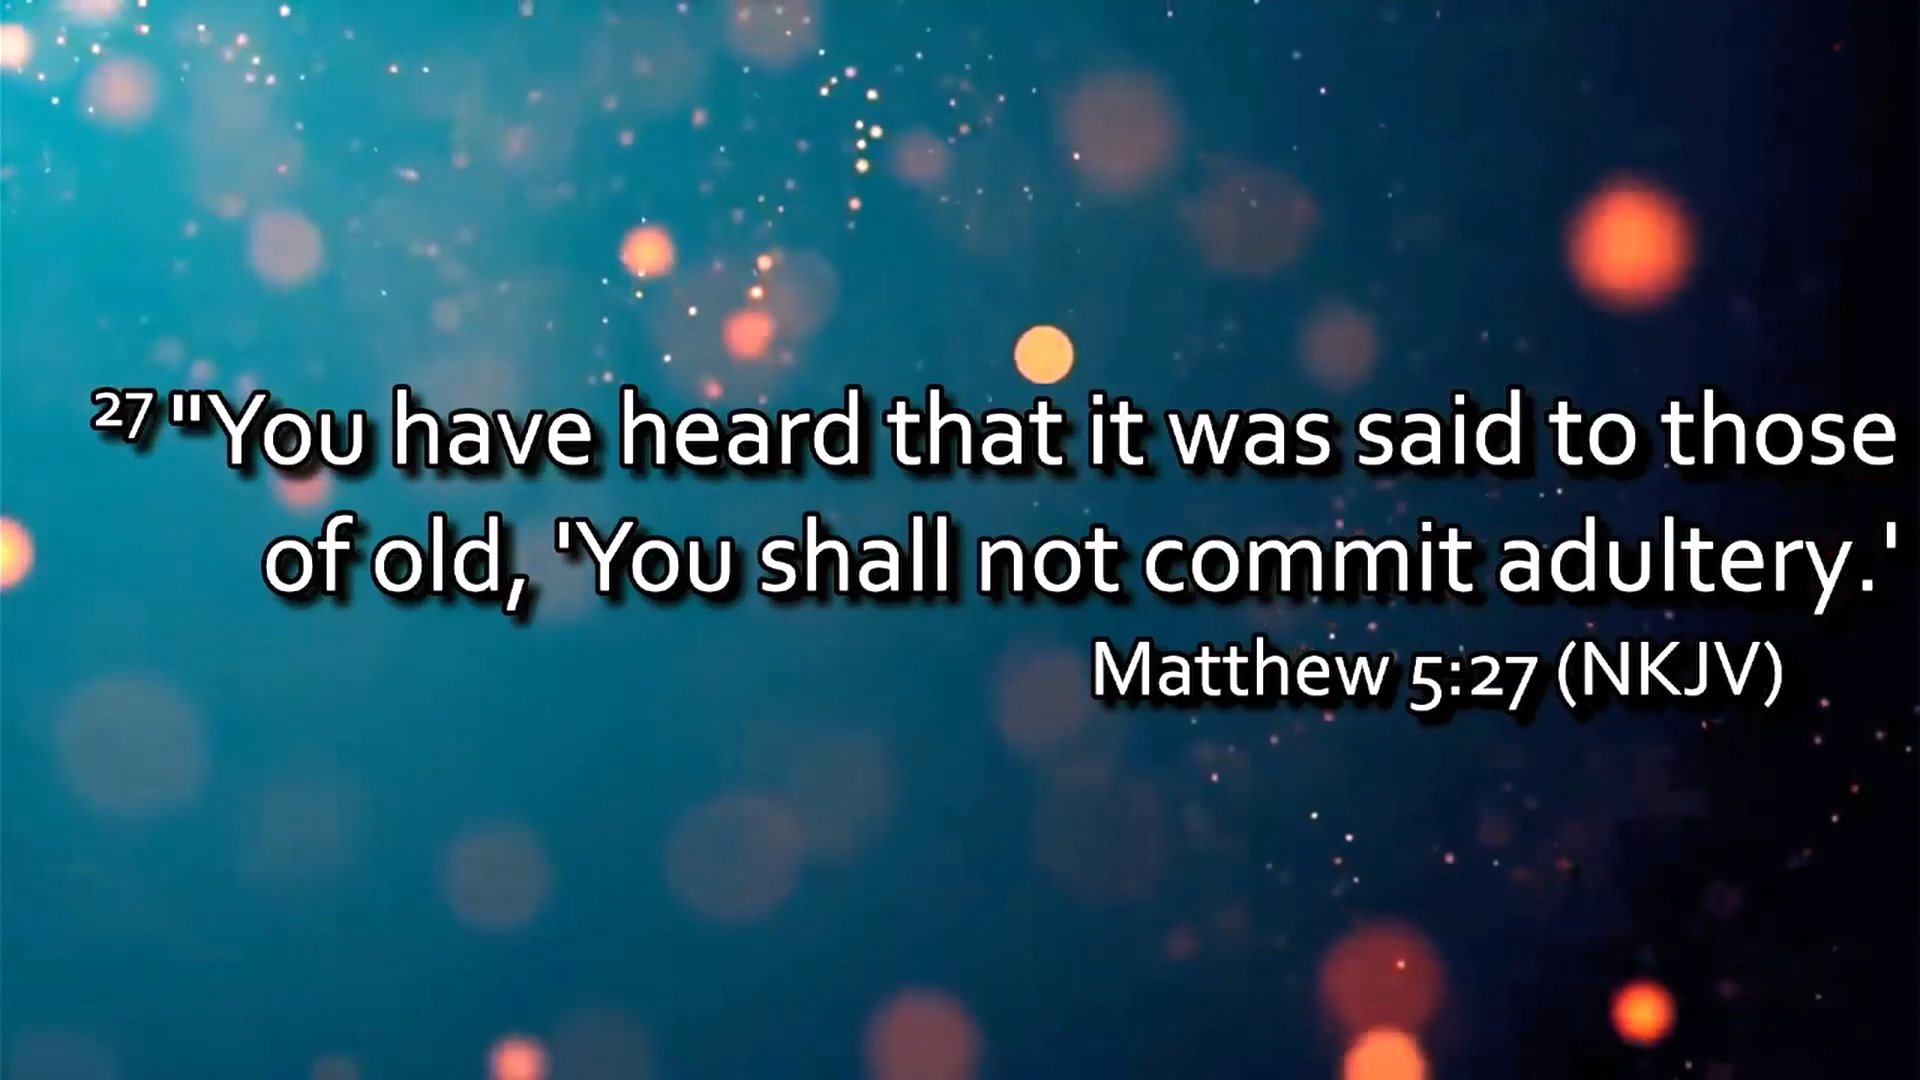 27 "You have heard that it was said to those
of old, 'You shall not commit adultery.'
Matthew 5:27 (NKJV)